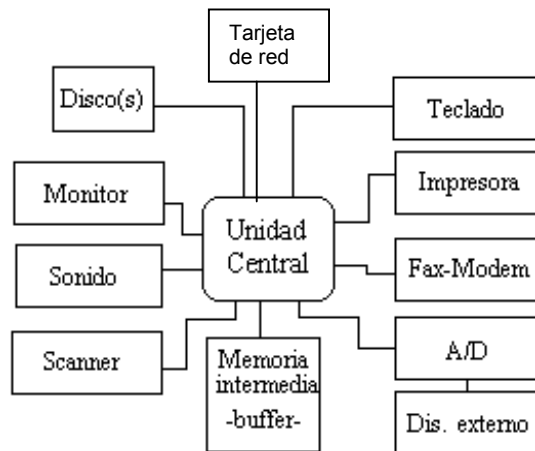 Tarjeta
de red
Disco(s)
Teclado
Monitor
Impresora
Unidad
Central
Sonido
Fax-Modem
Scanner
Memoria
intermedia
-buffer-
A/D
Dis. externo